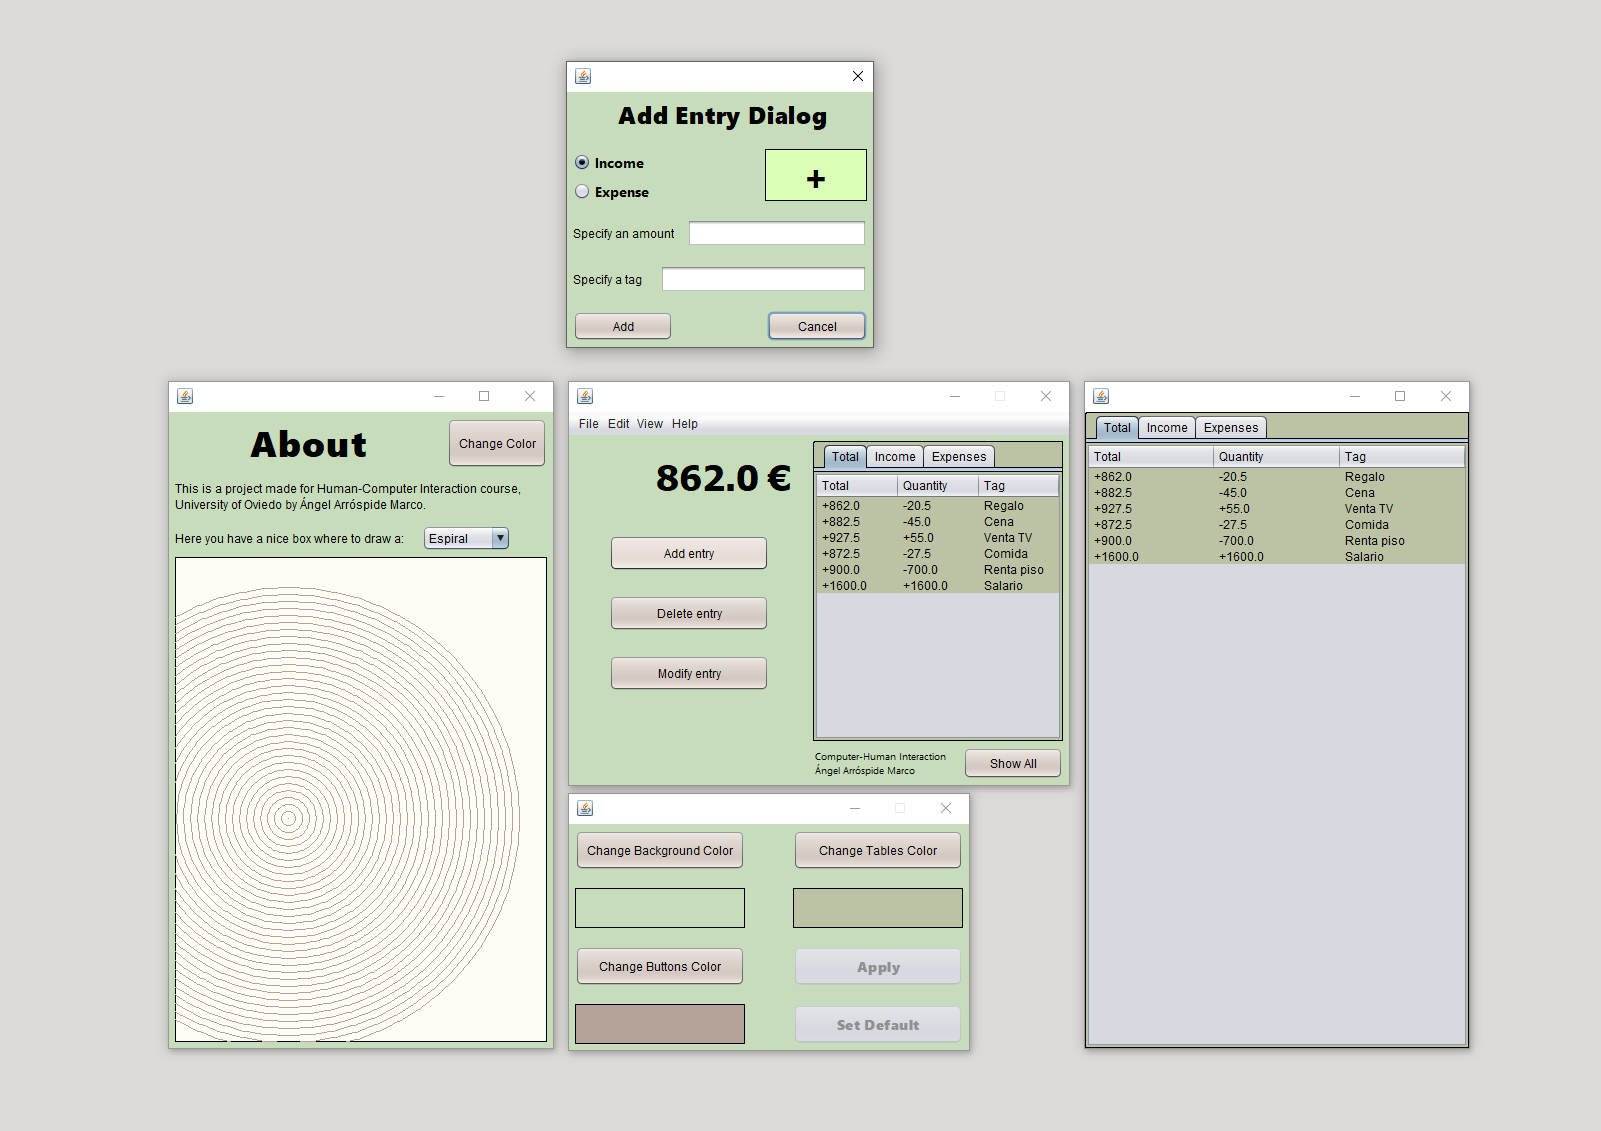 Add Entry Dialog
Income
+
Expense
Specify an amount
Specify a tag
Add Cancel
About
Change Color
This is a project made for Human-Computer Interaction course,
University of Oviedo by Ángel Arróspide Marco.
Here you have a nice box where to draw a: Espiral
File Edit View Help
862.0 €
Add entry
Delete entry
Modify entry
Total Income Expenses
Total Quantity Tag
+862.0 -20.5 Regalo
+882.5 -45.0 Cena
+927.5 +55.0 Venta TV
+872.5 -27.5 Comida
+900.0 -700.0 Renta piso
+1600.0 +1600.0 Salario
Computer-Human Interaction
Ángel Arróspide Marco
Show All
Change Background Color Change Tables Color
Change Buttons Color Apply
Set Default
Total Income Expenses
Total Quantity Tag
+862.0 -20.5 Regalo
+882.5 -45.0 Cena
+927.5 +55.0 Venta TV
+872.5 -27.5 Comida
+900.0 -700.0 Renta piso
+1600.0 +1600.0 Salario